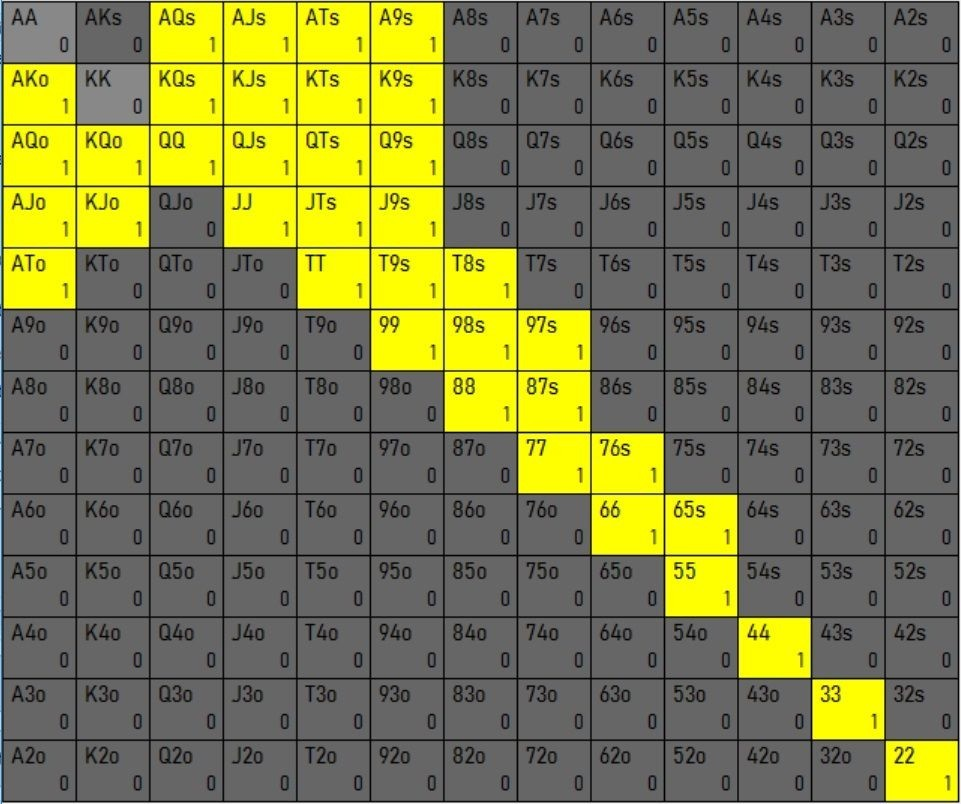 AA AKs AQs AJs ATs A9s A8s A7s A6s A5s A4s A3s A2s
0 0 1 1 1 1 0 0 0 0 0 0 0
AKo KK KQs KJs KTs K9s K8s K7s K6s K5s K4s K3s K2s
1 0 1 1 1 1 0 0 0 0 0 0 0
AQo KQo QQ QJs QTs Q9s Q8s Q7s Q6s Q5s Q4s Q3s Q2s
1 1 1 1 1 1 0 0 0 0 0 0 0
AJo KJo QJo JJ JTs J9s J8s J7s J6s J5s J4s J3s J2s
1 1 0 1 1 1 0 0 0 0 0 0 0
ATo KTo QTo JTo TT T9s T8s T7s T6s T5s T4s T3s T2s
1 0 0 0 1 1 1 0 0 0 0 0 0
A9o K9o Q9o J9o T9o 99 98s 97s 96s 95s 94s 93s 92s
0 0 0 0 0 1 1 1 0 0 0 0 0
A8o K8o Q8o J8o T8o 98o 88 87s 86s 85s 84s 83s 82s
0 0 0 0 0 0 1 1 0 0 0 0 0
A7o K7o Q7o J7o T7o 97o 87o 77 76s 75s 74s 73s 72s
0 0 0 0 0 0 0 1 1 0 0 0 0
A6o K6o Q6o J6o T6o 96o 86o 76o 66 65s 64s 63s 62s
0 0 0 0 0 0 0 0 1 1 0 0 0
A5o K5o Q5o J5o T5o 95o 85o 75o 65o 55 54s 53s 52s
0 0 0 0 0 0 0 0 0 1 0 0 0
A4o K4o Q4o J4o T4o 94o 84o 74o 64o 54o 44 43s 42s
0 0 0 0 0 0 0 0 0 0 1 0 0
A3o K3o Q3o J3o T3o 93o 83o 73o 63o 53o 43o 33 32s
0 0 0 0 0 0 0 0 0 0 0 1 0
A2o K2o Q2o J2o T2o 92o 82o 72o 62o 52o 42o 32o 22
0 0 0 0 0 0 0 0 0 0 0 0 1